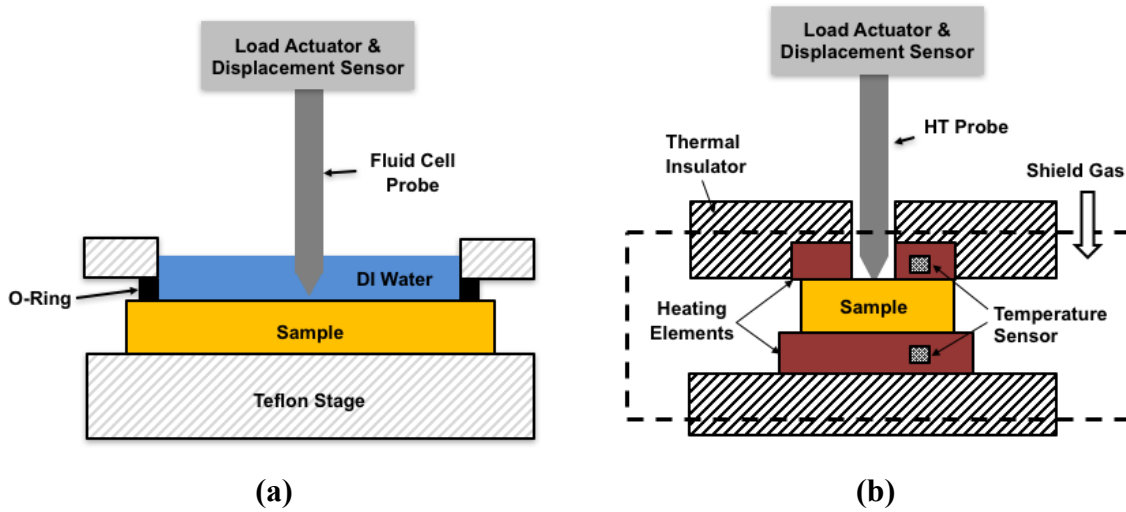 Load Actuator &
Displacement Sensor
Fluid Cell
Probe
DI Water
O-Ring
Sample
Teflon Stage
(a)
Load Actuator &
Displacement Sensor
HT Probe
Thermal
Insulator
Shield Gas
Heating
Elements
Sample
Temperature
Sensor
(b)